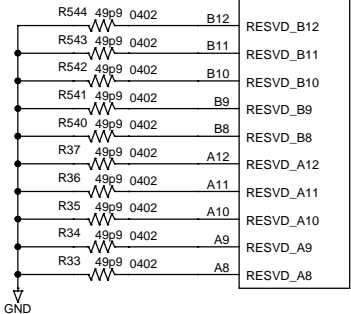 R544 49p9 0402 B12 RESVD_B12
R543 49p9 0402 B11 RESVD_B11
R542 49p9 0402 B10 RESVD_B10
R541 49p9 0402 B9 RESVD_B9
R540 49p9 0402 B8 RESVD_B8
R37 49p9 0402 A12 RESVD_A12
R36 49p9 0402 A11 RESVD_A11
R35 49p9 0402 A10 RESVD_A10
R34 49p9 0402 A9 RESVD_A9
R33 49p9 0402 A8 RESVD_A8
GND